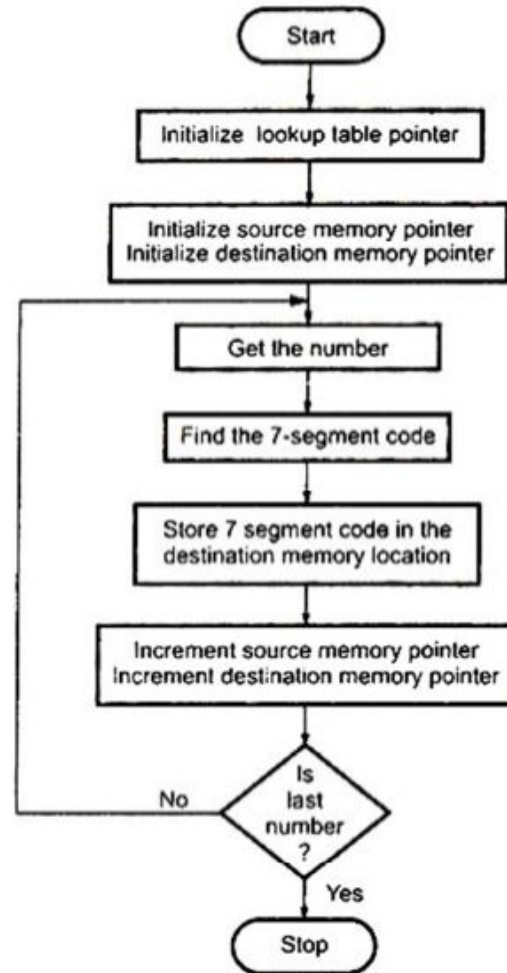 Start
Initialize lookup table pointer
Initialize source memory pointer
Initialize destination memory pointer
Get the number
Find the 7-segment code
Store 7 segment code in the
destination memory location
Increment source memory pointer
Increment destination memory pointer
Is
last
number
?
No
Yes
Stop